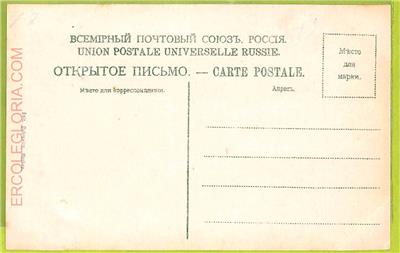 ВСЕМІРНЫЙ ПОЧТОВЫЙ СОЮЗЪ, РОССІЯ.
UNION POSTALE UNIVERSELLE RUSSIE.
ОТКРЫТОЕ ПИСЬМО. — CARTE POSTALE.
Мѣсто для корреспонденціи.
Адресъ.
Мѣсто
для
марки.
ERCOLEGLORIA.COM